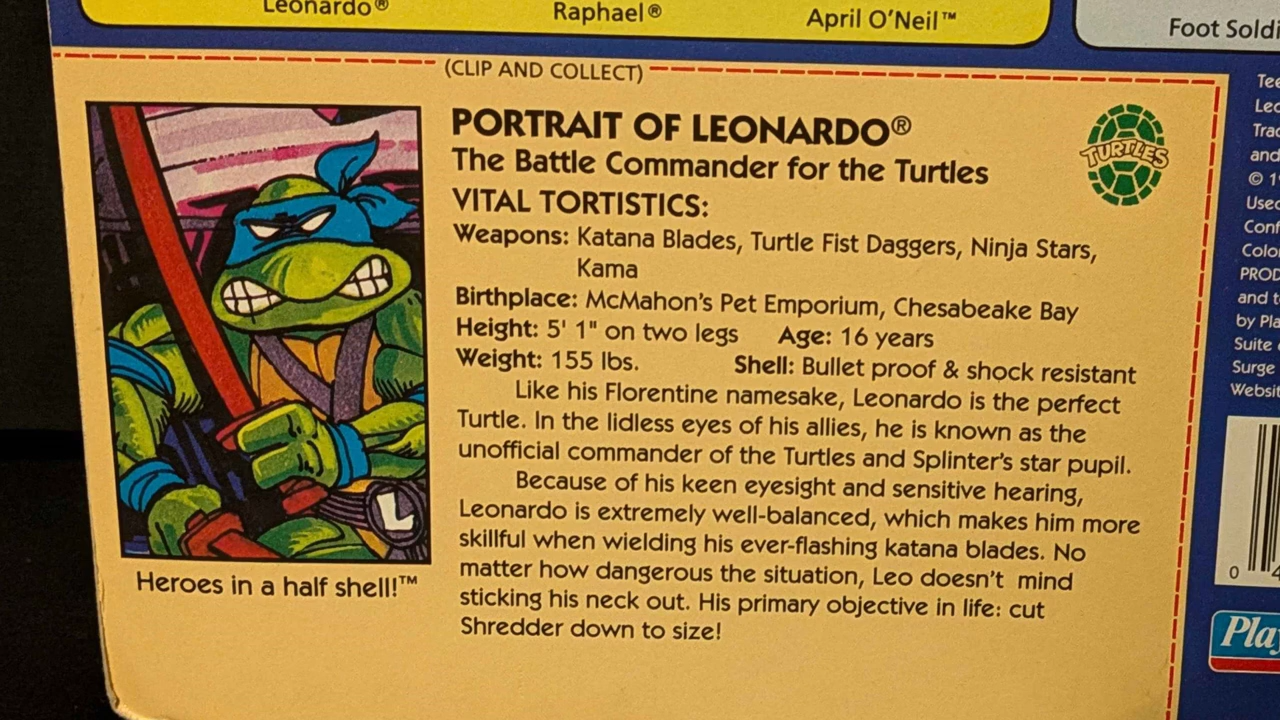 Leonardo®
Raphael®
April O'Neil™
Foot Soldi
(CLIP AND COLLECT)
PORTRAIT OF LEONARDO®
The Battle Commander for the Turtles
VITAL TORTISTICS:
Weapons: Katana Blades, Turtle Fist Daggers, Ninja Stars,
Kama
Birthplace: McMahon's Pet Emporium, Chesabeake Bay
Height: 5' 1" on two legs Age: 16 years
Weight: 155 lbs. Shell: Bullet proof & shock resistant
Like his Florentine namesake, Leonardo is the perfect
Turtle. In the lidless eyes of his allies, he is known as the
unofficial commander of the Turtles and Splinter's star pupil.
Because of his keen eyesight and sensitive hearing,
Leonardo is extremely well-balanced, which makes him more
skillful when wielding his ever-flashing katana blades. No
matter how dangerous the situation, Leo doesn't mind
sticking his neck out. His primary objective in life: cut
Shredder down to size!
TURTLES
L
Heroes in a half shell!™
Tee
Leo
Trad
and
© 19
Used
Conf
Colo
PROD
and t
by Pla
Suite
Surge
Websit
0
Play